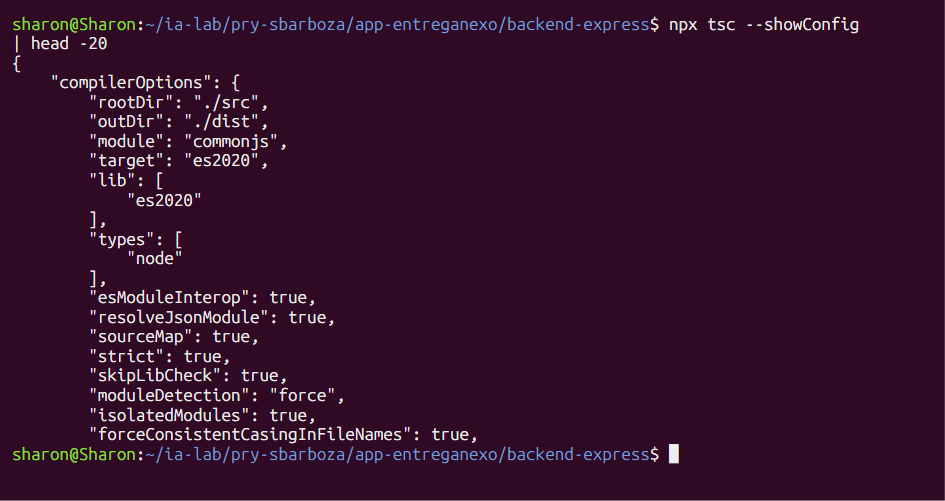 sharon@Sharon:~/ia-lab/pry-sbarboza/app-entreganexo/backend-express$ npx tsc --showConfig
| head -20
{
    "compilerOptions": {
        "rootDir": "./src",
        "outDir": "./dist",
        "module": "commonjs",
        "target": "es2020",
        "lib": [
            "es2020"
        ],
        "types": [
            "node"
        ],
        "esModuleInterop": true,
        "resolveJsonModule": true,
        "sourceMap": true,
        "strict": true,
        "skipLibCheck": true,
        "moduleDetection": "force",
        "isolatedModules": true,
        "forceConsistentCasingInFileNames": true,
sharon@Sharon:~/ia-lab/pry-sbarboza/app-entreganexo/backend-express$